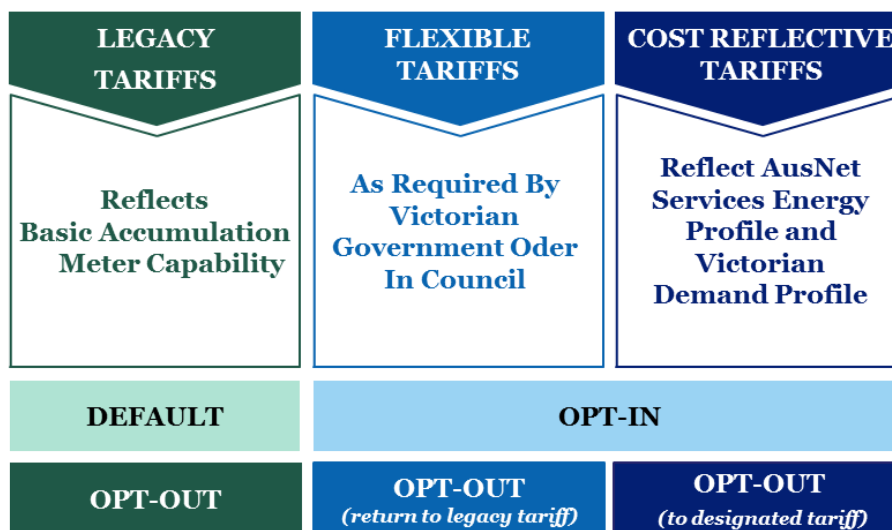 LEGACY
TARIFFS
FLEXIBLE
TARIFFS
COST REFLECTIVE
TARIFFS
Reflects
Basic Accumulation
Meter Capability
As Required By
Victorian
Government Oder
In Council
Reflect AusNet
Services Energy
Profile and
Victorian
Demand Profile
DEFAULT
OPT-IN
OPT-OUT
OPT-OUT
(return to legacy tariff)
OPT-OUT
(to designated tariff)